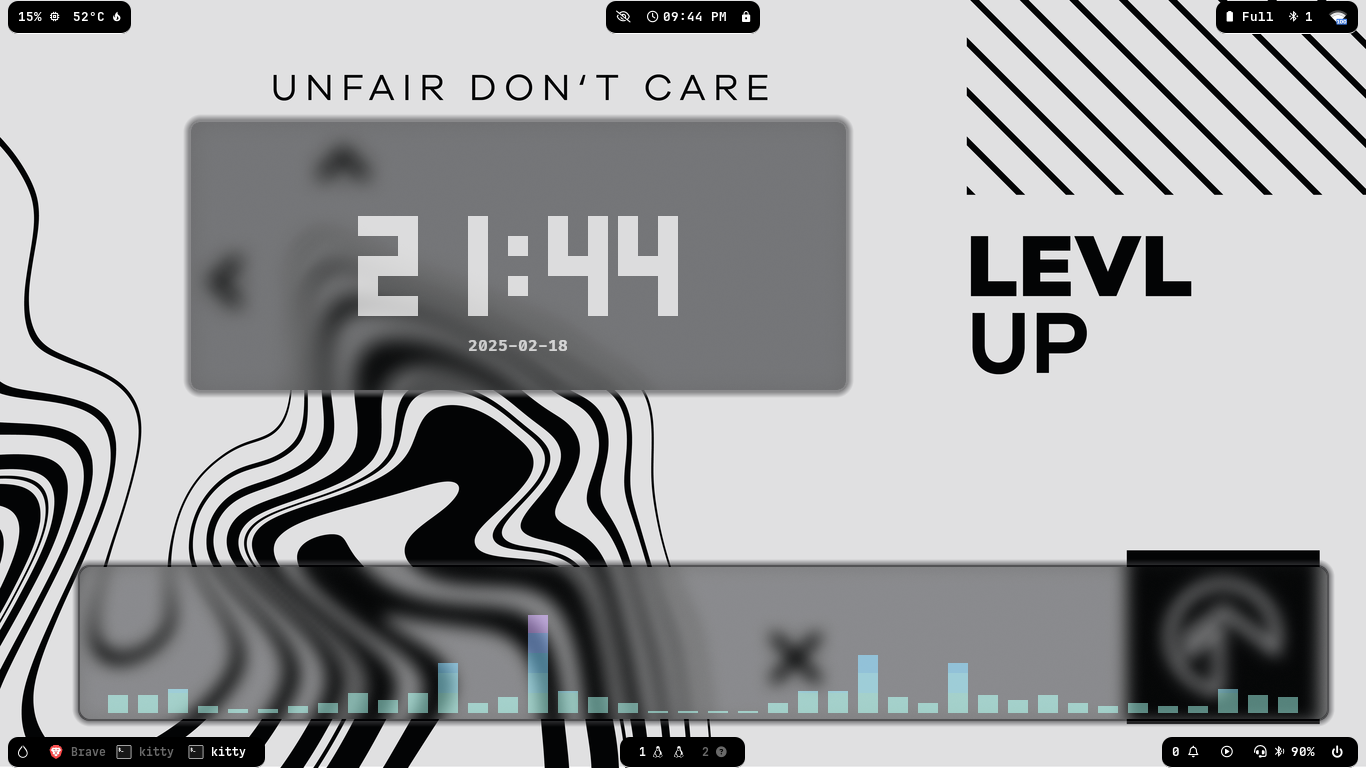 15% 52°C
09:44 PM
Full 1
UNFAIR DON‘T CARE
21:44
2025-02-18
LEVL
UP
Brave kitty kitty
1 2
0 90%